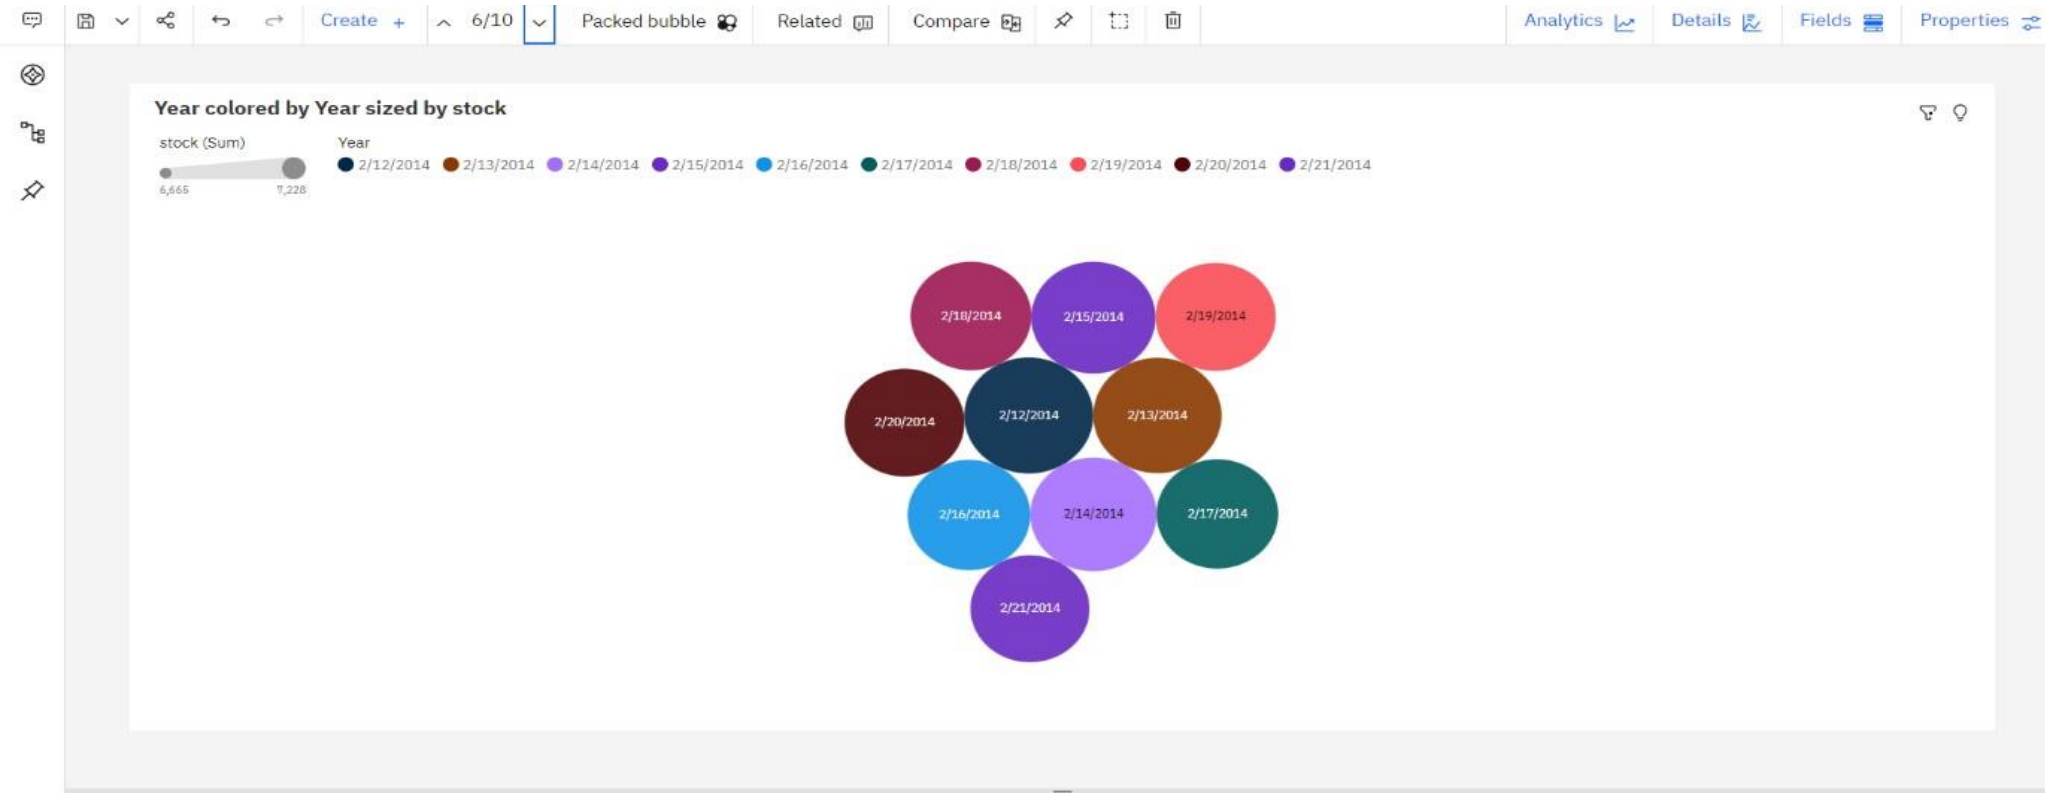 Create + 6/10 Packed bubble Related Compare Analytics Details Fields Properties
Year colored by Year sized by stock
stock (Sum) Year
2/12/2014 2/13/2014 2/14/2014 2/15/2014 2/16/2014 2/17/2014 2/18/2014 2/19/2014 2/20/2014 2/21/2014
6,665 7,228
2/18/2014 2/15/2014 2/19/2014
2/20/2014 2/12/2014 2/13/2014
2/16/2014 2/14/2014 2/17/2014
2/21/2014